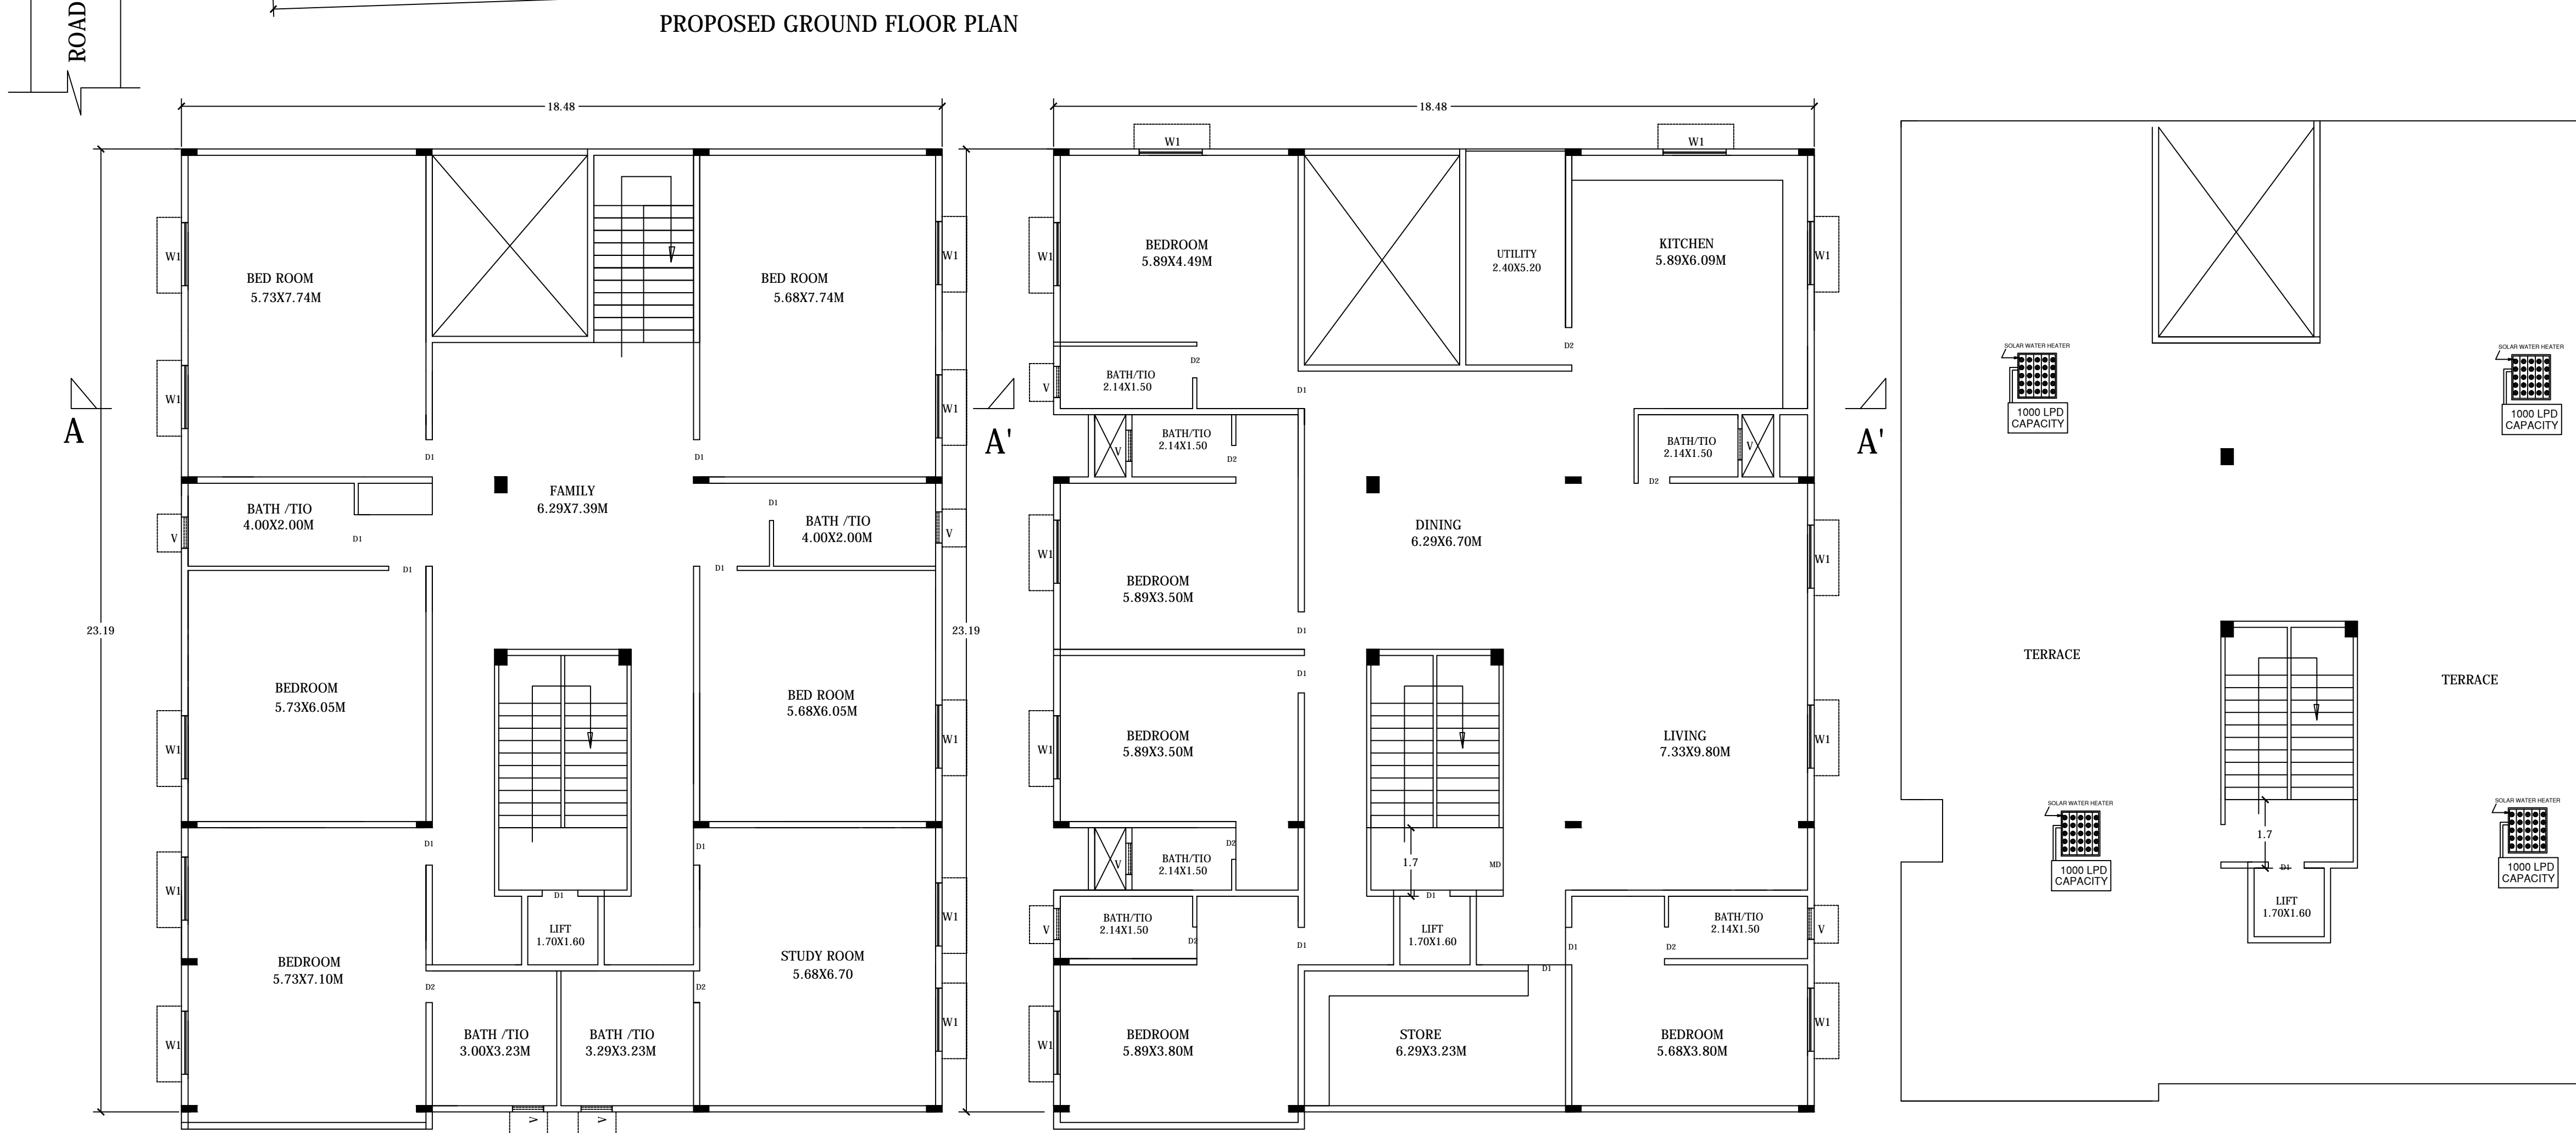 ROAD
PROPOSED GROUND FLOOR PLAN
18.48
23.19
W1
W1
BED ROOM
5.73X7.74M
BED ROOM
5.68X7.74M
W1
W1
A
A'
D1
D1
FAMILY
6.29X7.39M
BATH /TIO
4.00X2.00M
V
D1
D1
D1
BATH /TIO
4.00X2.00M
V
D1
BEDROOM
5.73X6.05M
W1
BED ROOM
5.68X6.05M
W1
D1
D1
W1
D1
LIFT
1.70X1.60
W1
BEDROOM
5.73X7.10M
STUDY ROOM
5.68X6.70
D2
D2
W1
W1
BATH /TIO
3.00X3.23M
BATH /TIO
3.29X3.23M
V
V
18.48
23.19
W1
W1
W1
BEDROOM
5.89X4.49M
UTILITY
2.40X5.20
KITCHEN
5.89X6.09M
W1
D2
D2
V
BATH/TIO
2.14X1.50
D1
A'
V
BATH/TIO
2.14X1.50
D2
BATH/TIO
2.14X1.50
V
D2
DINING
6.29X6.70M
W1
W1
BEDROOM
5.89X3.50M
D1
D1
W1
BEDROOM
5.89X3.50M
LIVING
7.33X9.80M
W1
V
BATH/TIO
2.14X1.50
D2
1.7
MD
D1
V
BATH/TIO
2.14X1.50
D2
D1
LIFT
1.70X1.60
D1
D1
BATH/TIO
2.14X1.50
D2
V
W1
BEDROOM
5.89X3.80M
STORE
6.29X3.23M
BEDROOM
5.68X3.80M
W1
SOLAR WATER HEATER
1000 LPD
CAPACITY
SOLAR WATER HEATER
1000 LPD
CAPACITY
TERRACE
TERRACE
SOLAR WATER HEATER
1000 LPD
CAPACITY
SOLAR WATER HEATER
1000 LPD
CAPACITY
1.7
D1
LIFT
1.70X1.60